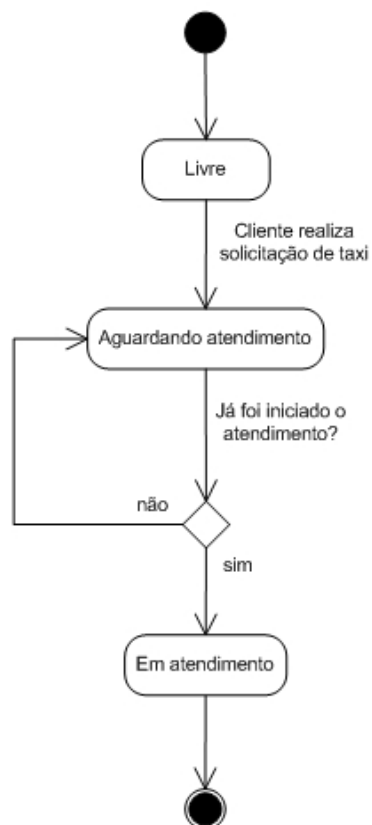 Livre
Cliente realiza
solicitação de taxi
Aguardando atendimento
Já foi iniciado o
atendimento?
não
sim
Em atendimento